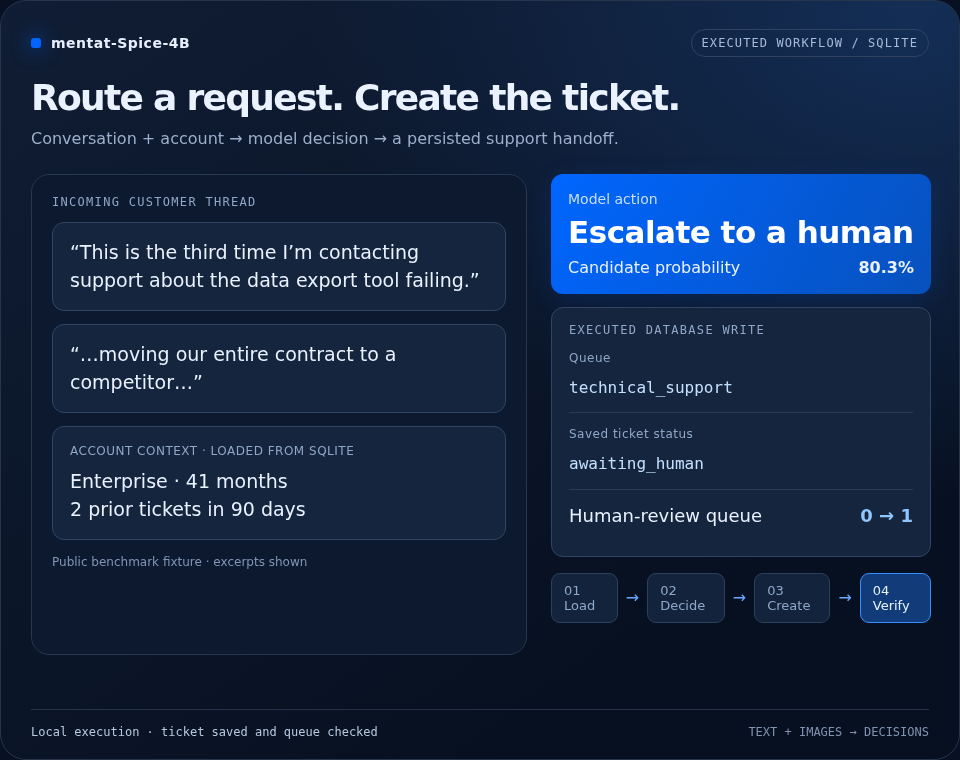 mentat-Spice-4B
EXECUTED WORKFLOW / SQLITE
Route a request. Create the ticket.
Conversation + account → model decision → a persisted support handoff.
INCOMING CUSTOMER THREAD
“This is the third time I’m contacting
support about the data export tool failing.”
“…moving our entire contract to a
competitor…”
ACCOUNT CONTEXT · LOADED FROM SQLITE
Enterprise · 41 months
2 prior tickets in 90 days
Public benchmark fixture · excerpts shown
Model action
Escalate to a human
Candidate probability 80.3%
EXECUTED DATABASE WRITE
Queue
technical_support
Saved ticket status
awaiting_human
Human-review queue 0 → 1
01
Load
→
02
Decide
→
03
Create
→
04
Verify
Local execution · ticket saved and queue checked
TEXT + IMAGES → DECISIONS